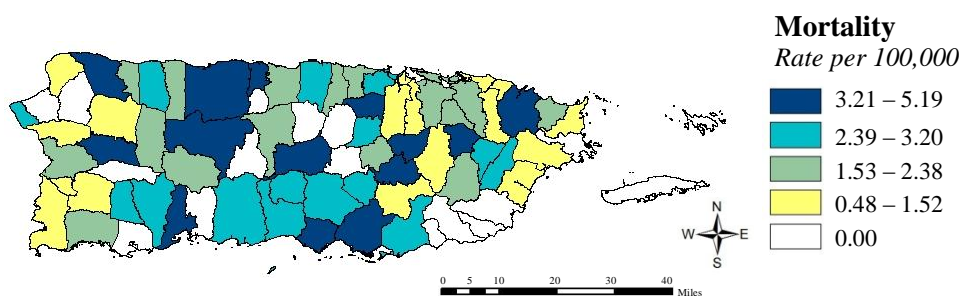 Mortality
Rate per 100,000
3.21 – 5.19
2.39 – 3.20
1.53 – 2.38
0.48 – 1.52
0.00
N
W E
S
0 5 10 20 30 40
Miles